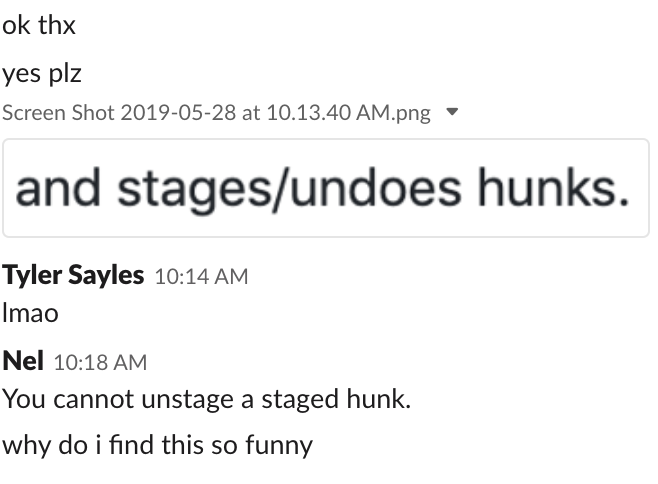 ok thx
yes plz
Screen Shot 2019-05-28 at 10.13.40 AM.png
and stages/undoes hunks.
Tyler Sayles 10:14 AM
lmao
Nel 10:18 AM
You cannot unstage a staged hunk.
why do i find this so funny